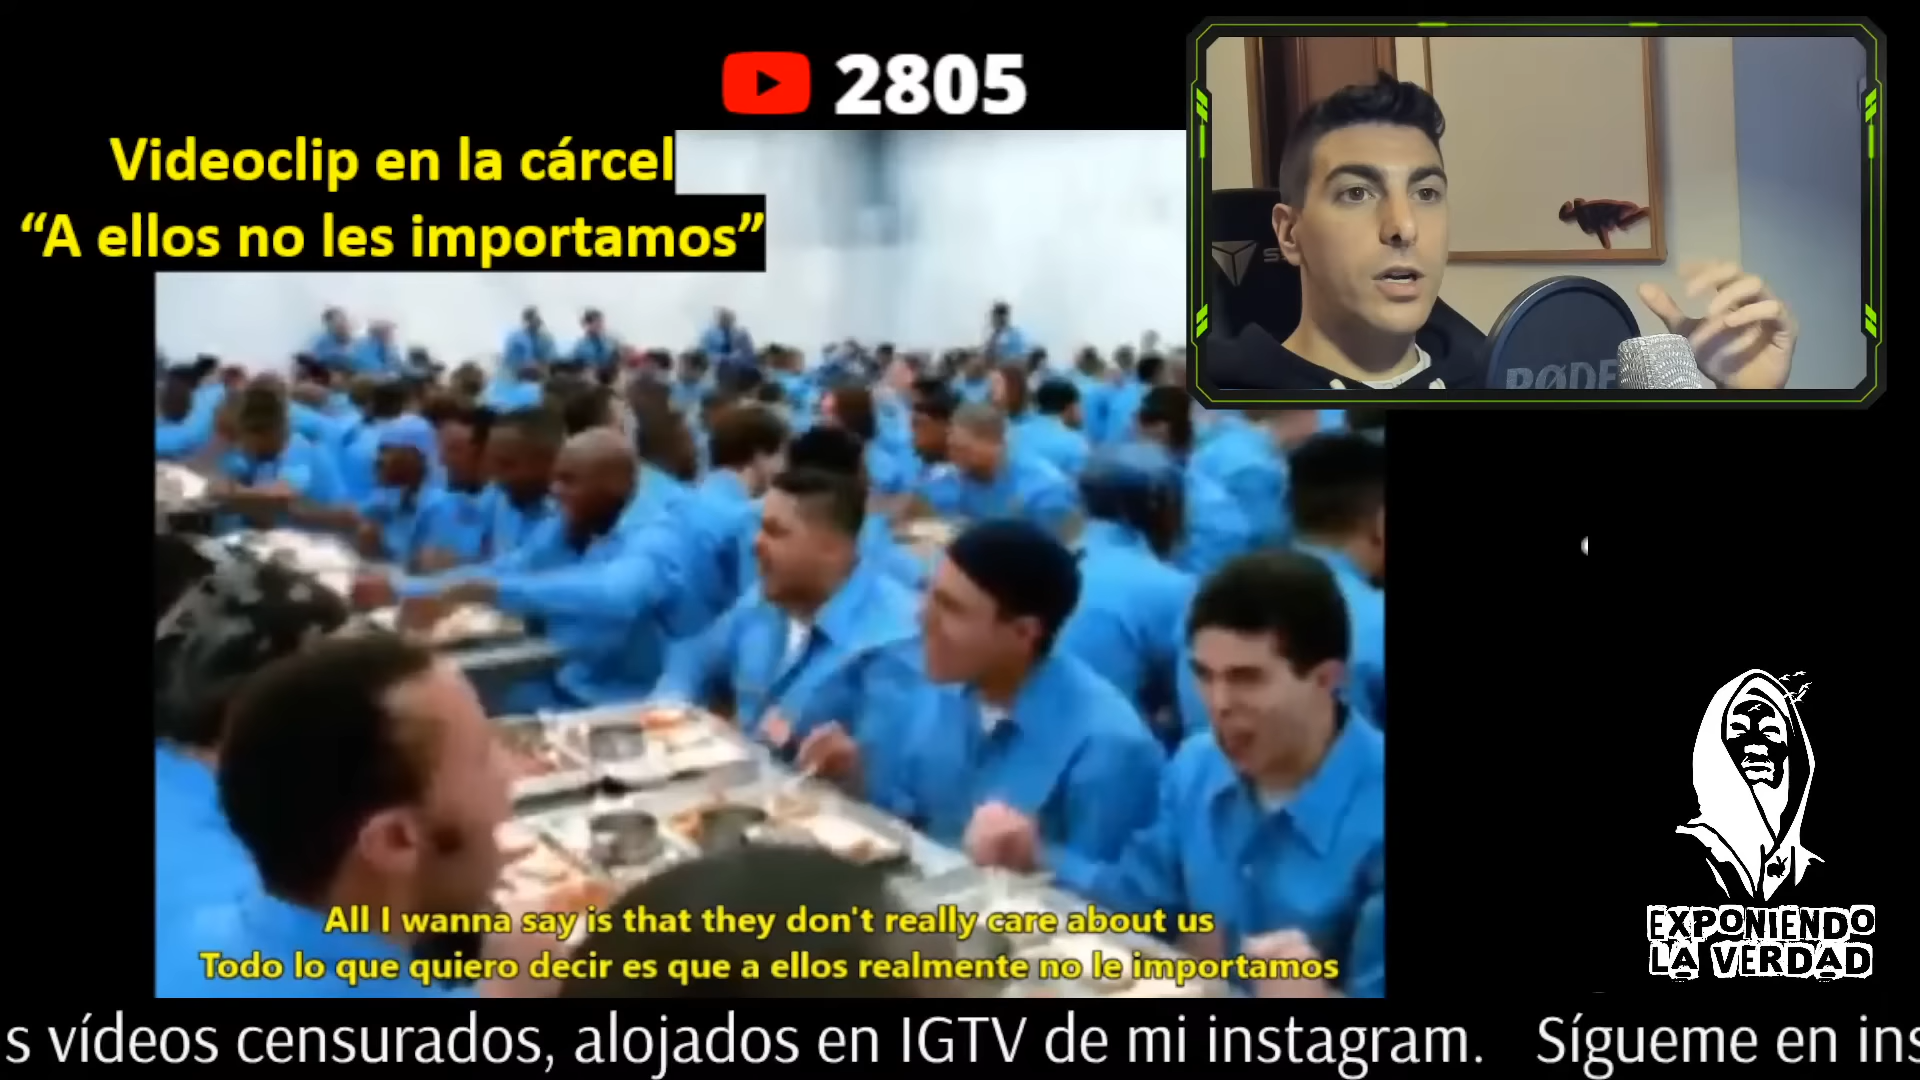 2805
Videoclip en la cárcel
“A ellos no les importamos”
RØDE
All I wanna say is that they don't really care about us
Todo lo que quiero decir es que a ellos realmente no le importamos
EXPONIENDO
LA VERDAD
s vídeos censurados, alojados en IGTV de mi instagram. Sígueme en ins